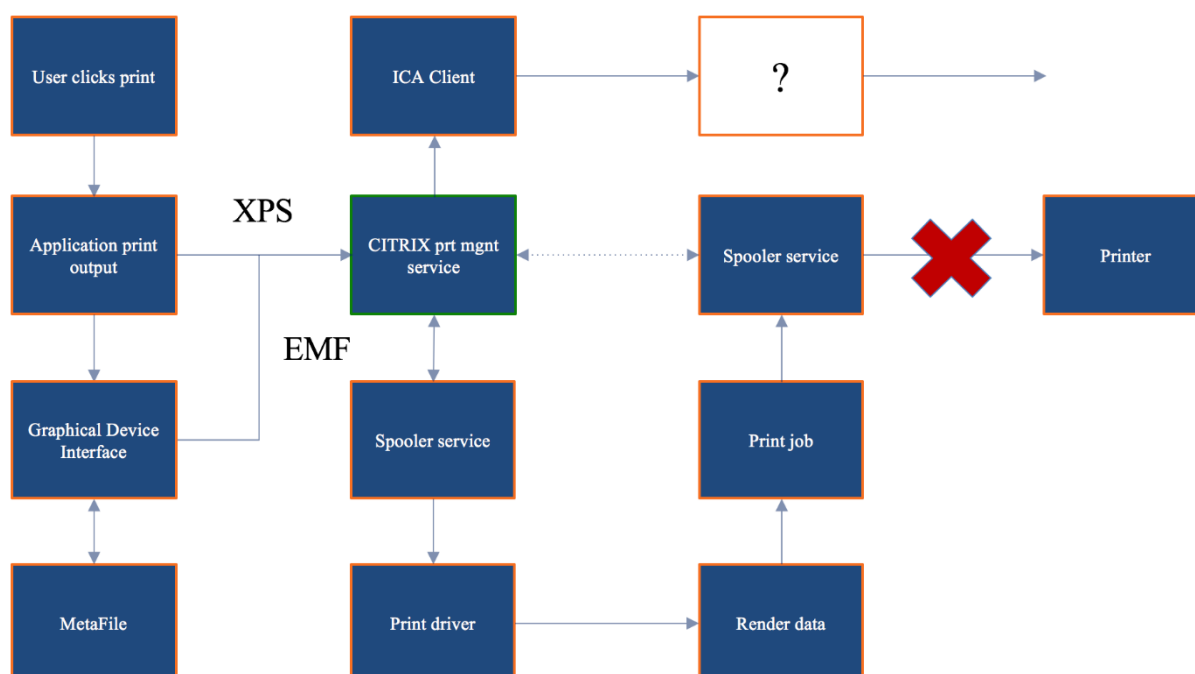 User clicks print
ICA Client
?
Application print
output
XPS
CITRIX prt mgnt
service
Spooler service
Printer
EMF
Graphical Device
Interface
Spooler service
Print job
MetaFile
Print driver
Render data